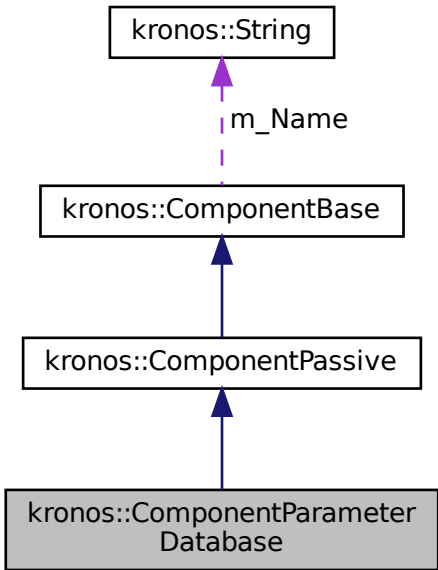 kronos::String
m_Name
kronos::ComponentBase
kronos::ComponentPassive
kronos::ComponentParameter
Database